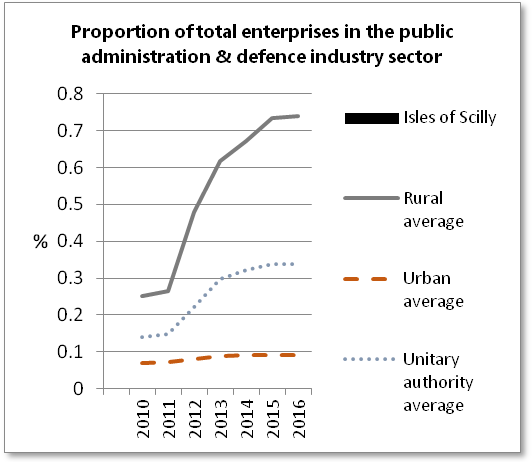 Proportion of total enterprises in the public
administration & defence industry sector
0.8
0.7
0.6
0.5
0.4
0.3
0.2
0.1
0
%
2010
2011
2012
2013
2014
2015
2016
Isles of Scilly
Rural
average
Urban
average
Unitary
authority
average